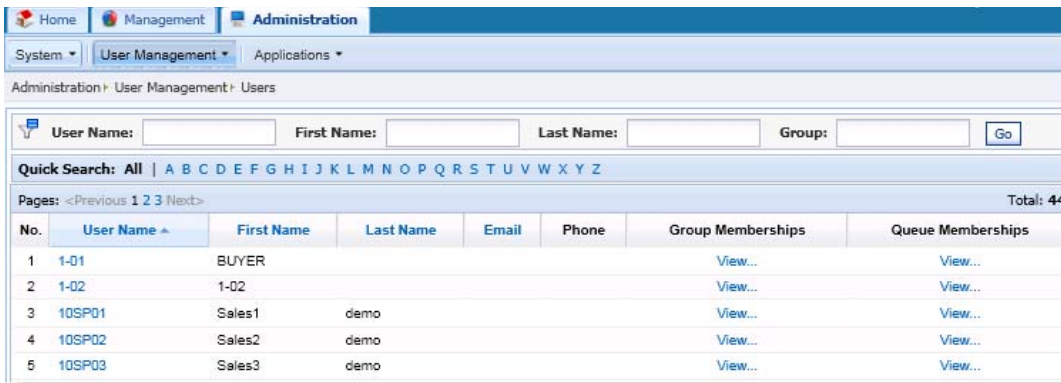 Home Management Administration
System User Management Applications
Administration User Management Users
User Name: First Name: Last Name: Group: Go
Quick Search: All | A B C D E F G H I J K L M N O P Q R S T U V W X Y Z
Pages: <Previous 1 2 3 Next> Total: 44
No. User Name First Name Last Name Email Phone Group Memberships Queue Memberships
1 1-01 BUYER View... View...
2 1-02 1-02 View... View...
3 10SP01 Sales1 demo View... View...
4 10SP02 Sales2 demo View... View...
5 10SP03 Sales3 demo View... View...